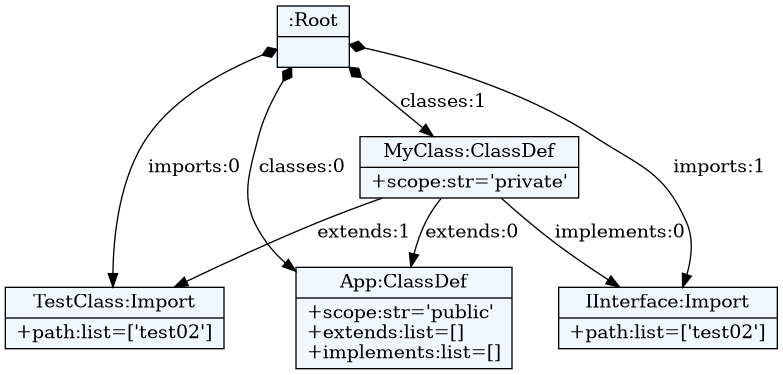 :Root
classes:1
imports:0
classes:0
imports:1
MyClass:ClassDef
+scope:str='private'
extends:1
extends:0
implements:0
TestClass:Import
+path:list=['test02']
App:ClassDef
+scope:str='public'
+extends:list=[]
+implements:list=[]
IInterface:Import
+path:list=['test02']